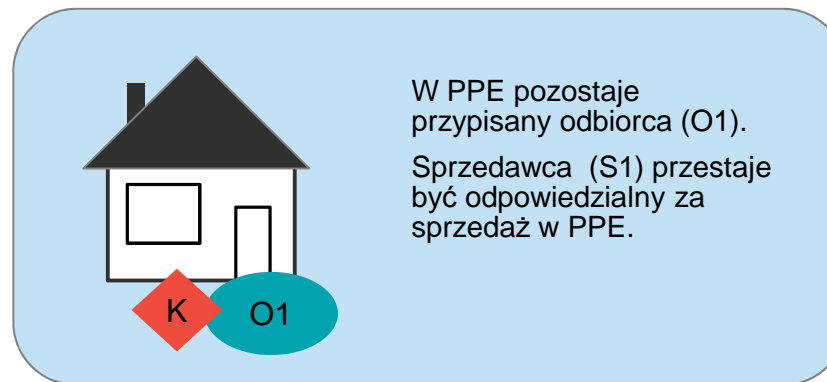 W PPE pozostaje
przypisany odbiorca (O1).
Sprzedawca (S1) przestaje
być odpowiedzialny za
sprzedaż w PPE.
K
O1